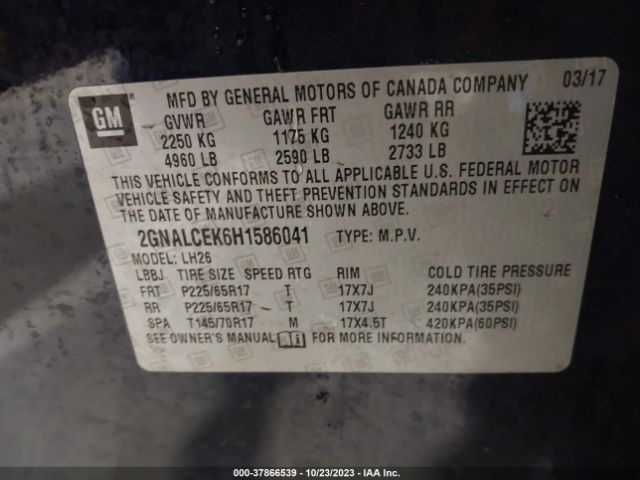 GM
MFD BY GENERAL MOTORS OF CANADA COMPANY 03/17
GVWR GAWR FRT GAWR RR
2250 KG 1175 KG 1240 KG
4960 LB 2590 LB 2733 LB
THIS VEHICLE CONFORMS TO ALL APPLICABLE U.S. FEDERAL MOTOR
VEHICLE SAFETY AND THEFT PREVENTION STANDARDS IN EFFECT ON
THE DATE OF MANUFACTURE SHOWN ABOVE.
2GNALCEK6H1586041 TYPE: M.P.V.
MODEL: LH26
LBBJ TIRE SIZE SPEED RTG RIM COLD TIRE PRESSURE
FRT P225/65R17 T 17X7J 240KPA(35PSI)
RR P225/65R17 T 17X7J 240KPA(35PSI)
SPA T145/70R17 M 17X4.5T 420KPA(60PSI)
SEE OWNER'S MANUAL FOR MORE INFORMATION
000-37866539 - 10/23/2023 - IAA Inc.